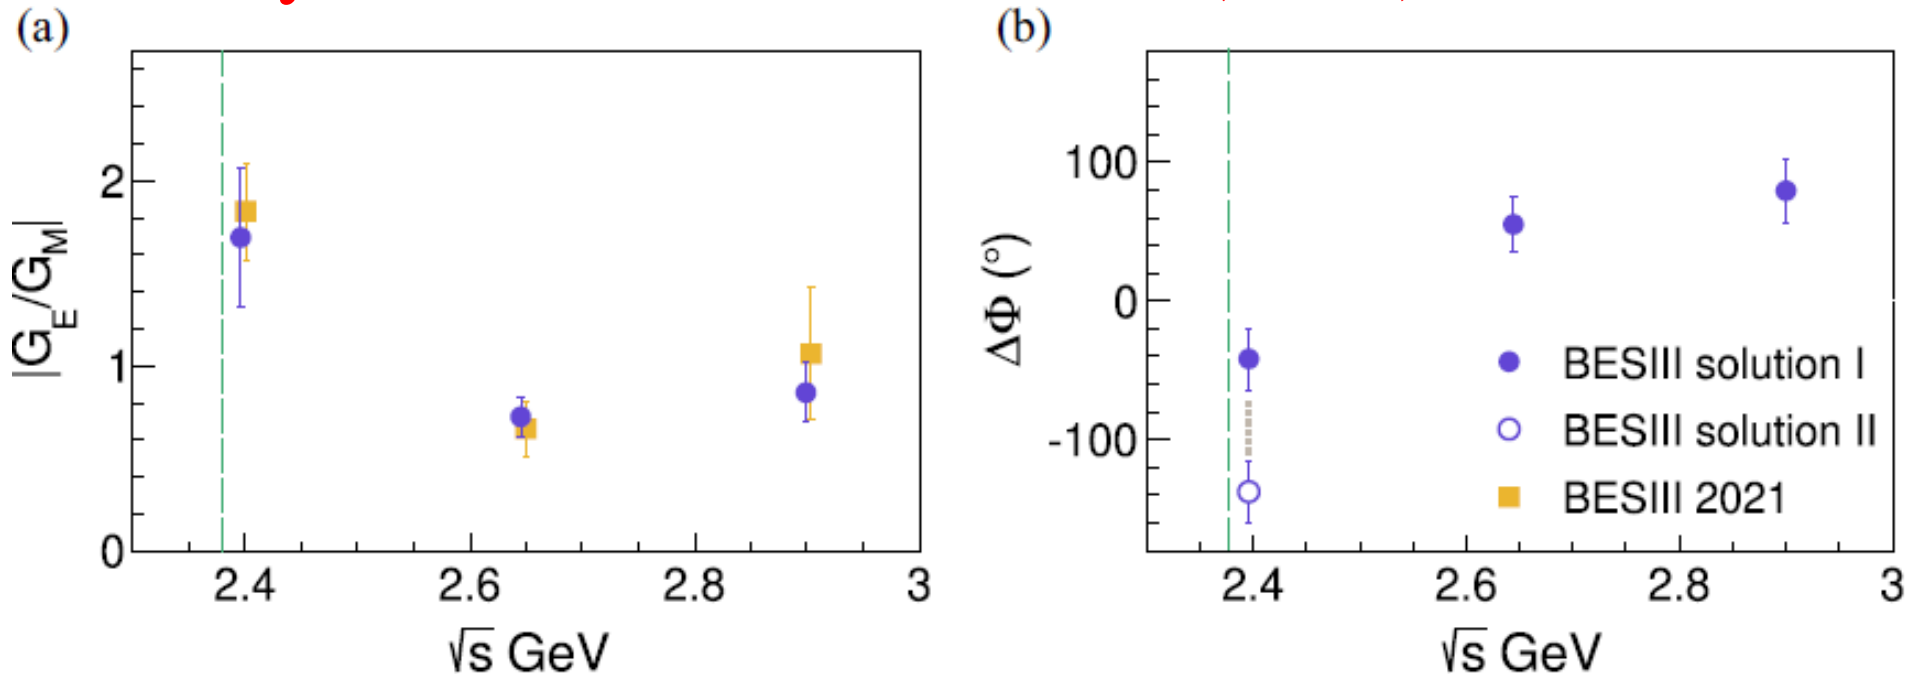 (a)
|G_E/G_M|
2
1
0
2.4 2.6 2.8 3
√s GeV
(b)
ΔΦ (°)
100
0
-100
BESIII solution I
BESIII solution II
BESIII 2021
2.4 2.6 2.8 3
√s GeV